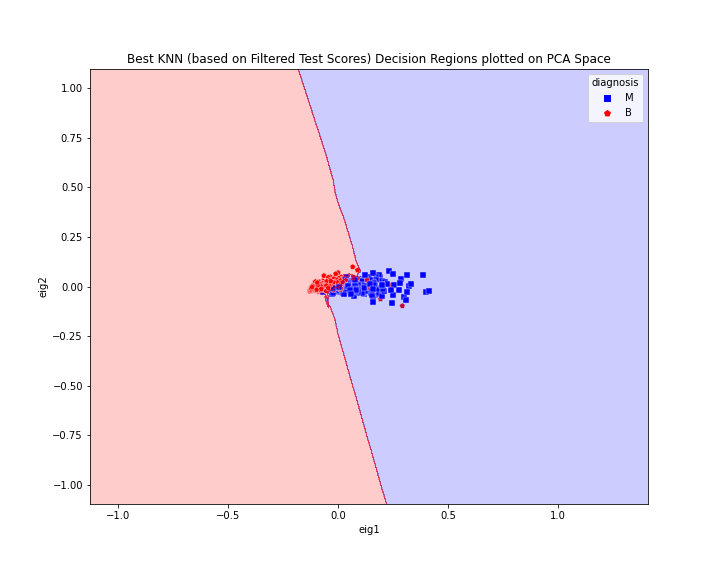 Best KNN (based on Filtered Test Scores) Decision Regions plotted on PCA Space
diagnosis
M
B
1.00
0.75
0.50
0.25
0.00
−0.25
−0.50
−0.75
−1.00
eig2
−1.0
−0.5
0.0
0.5
1.0
eig1